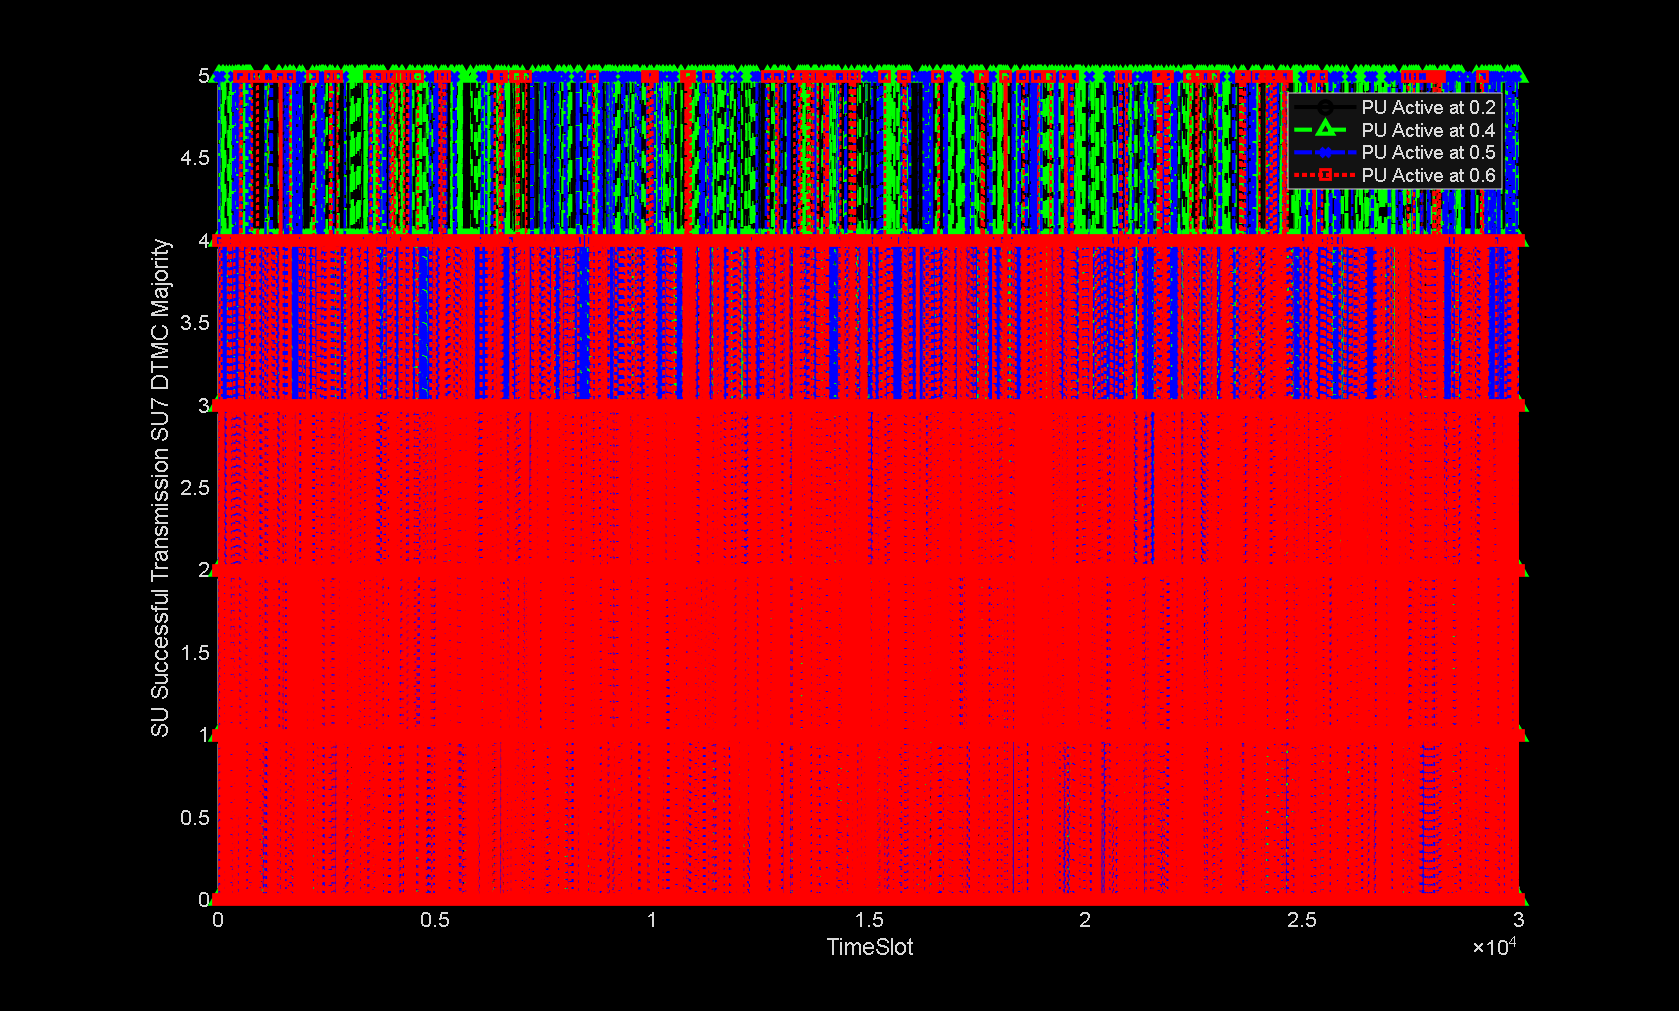 SU Successful Transmission SU7 DTMC Majority
5
4.5
4
3.5
3
2.5
2
1.5
1
0.5
0
PU Active at 0.2
PU Active at 0.4
PU Active at 0.5
PU Active at 0.6
0 0.5 1 1.5 2 2.5 3
TimeSlot
×10⁴